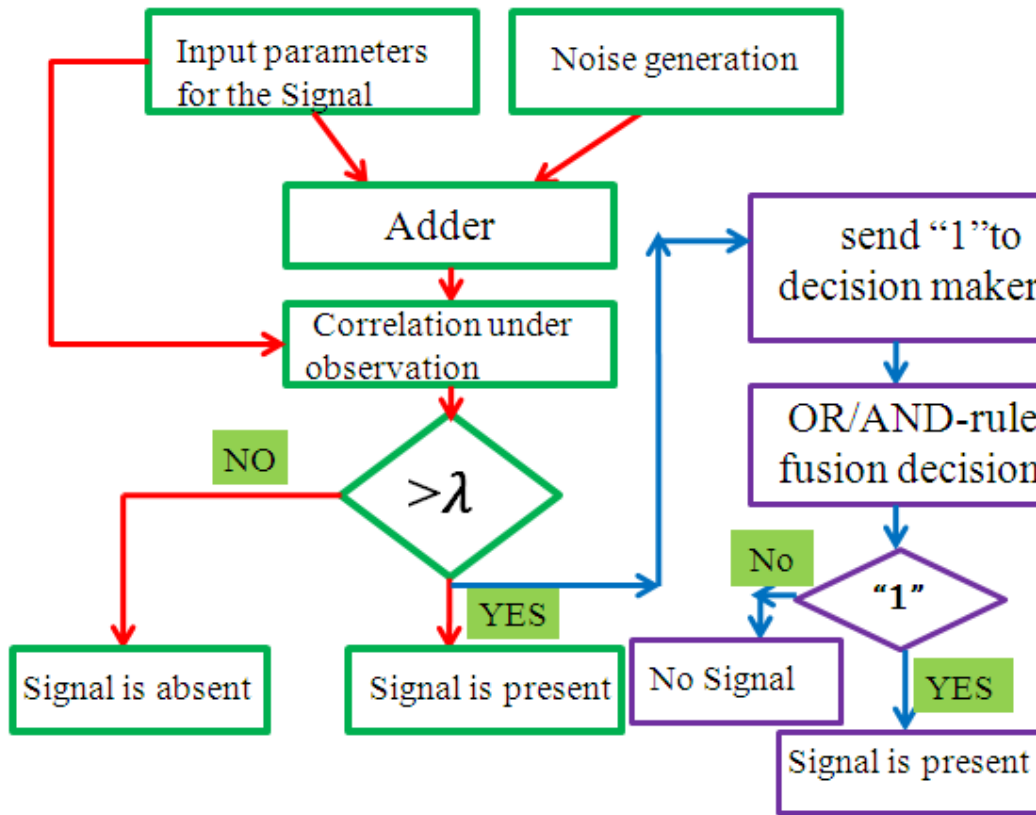 Input parameters
for the Signal
Noise generation
Adder
send “1”to
decision maker
Correlation under
observation
OR/AND-rule
fusion decision
NO
>λ
No
“1”
YES
Signal is absent
Signal is present
No Signal
YES
Signal is present